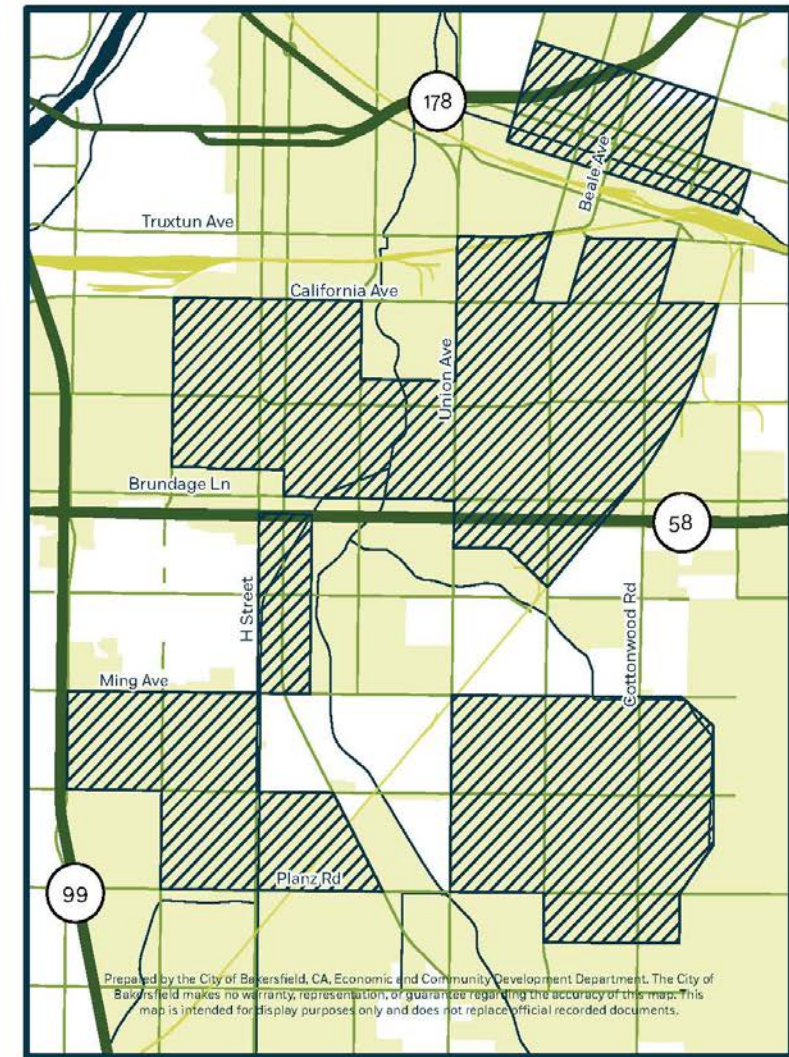 178
Beale Ave
Truxtun Ave
California Ave
Union Ave
Brundage Ln
58
H Street
Cottonwood Rd
Ming Ave
Planz Rd
99
Prepared by the City of Bakersfield, CA, Economic and Community Development Department. The City of
Bakersfield makes no warranty, representation, or guarantee regarding the accuracy of this map. This
map is intended for display purposes only and does not replace official recorded documents.